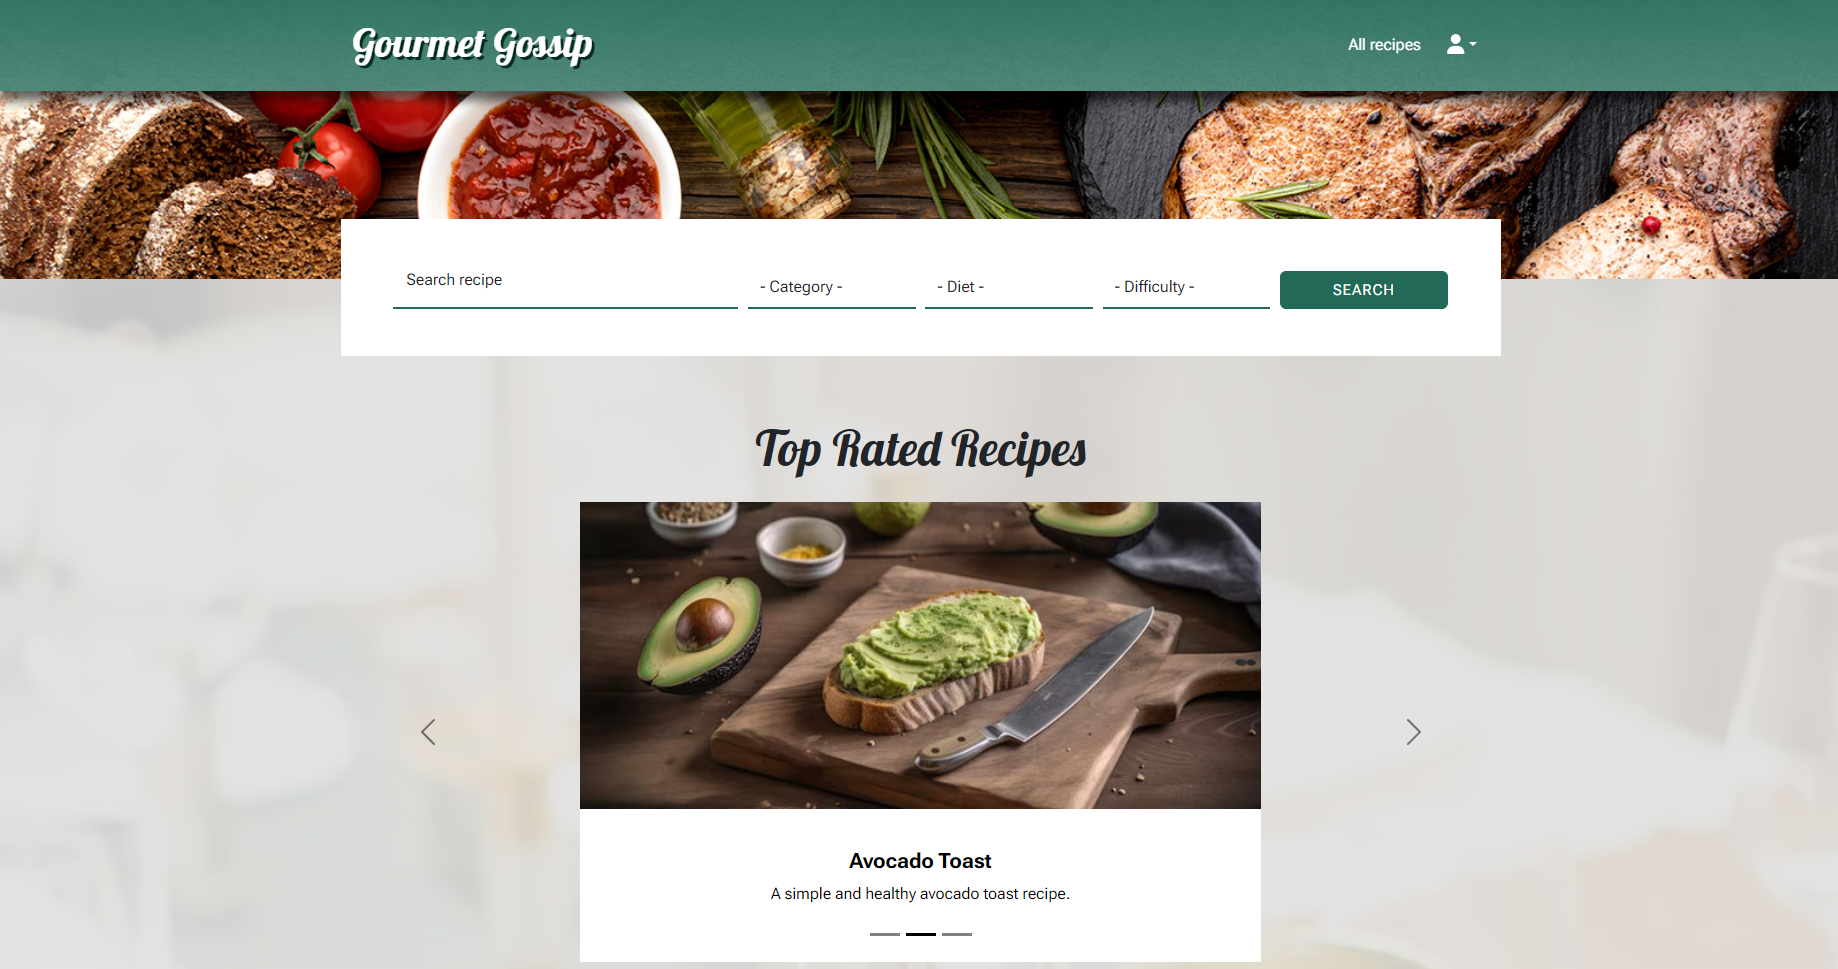 Gourmet Gossip
All recipes
Search recipe
- Category -
- Diet -
- Difficulty -
SEARCH
Top Rated Recipes
Avocado Toast
A simple and healthy avocado toast recipe.